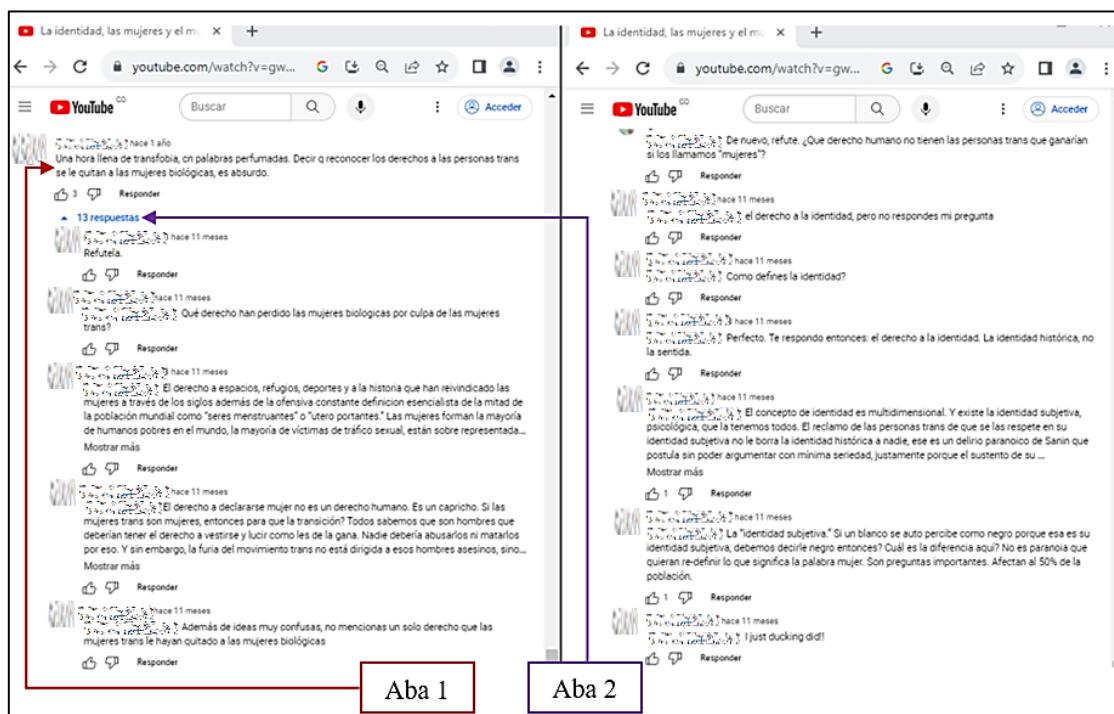 La identidad, las mujeres y el m
youtube.com/watch?v=gw...
YouTube CO
Buscar
Acceder
hace 1 año
Una hora llena de transfobia, cn palabras perfumadas. Decir q reconocer los derechos a las personas trans
se le quitan a las mujeres biológicas, es absurdo.
3 Responder
13 respuestas
hace 11 meses
Refutela.
Responder
hace 11 meses
Qué derecho han perdido las mujeres biologicas por culpa de las mujeres
trans?
Responder
hace 11 meses
El derecho a espacios, refugios, deportes y a la historia que han reivindicado las
mujeres a través de los siglos además de la ofensiva constante definicion esencialista de la mitad de
la población mundial como "seres menstruantes" o "utero portantes." Las mujeres forman la mayoría
de humanos pobres en el mundo, la mayoría de víctimas de tráfico sexual, están sobre representada...
Mostrar más
Responder
hace 11 meses
El derecho a declararse mujer no es un derecho humano. Es un capricho. Si las
mujeres trans son mujeres, entonces para que la transición? Todos sabemos que son hombres que
deberían tener el derecho a vestirse y lucir como les de la gana. Nadie debería abusarlos ni matarlos
por eso. Y sin embargo, la furia del movimiento trans no está dirigida a esos hombres asesinos, sino...
Mostrar más
Responder
hace 11 meses
Además de ideas muy confusas, no mencionas un solo derecho que las
mujeres trans le hayan quitado a las mujeres biológicas
Responder
Aba 1
La identidad, las mujeres y el m
youtube.com/watch?v=gw...
YouTube CO
Buscar
Acceder
De nuevo, refute. ¿Que derecho humano no tienen las personas trans que ganarían
si los llamamos "mujeres"?
Responder
hace 11 meses
el derecho a la identidad, pero no respondes mi pregunta
Responder
hace 11 meses
Como defines la identidad?
Responder
hace 11 meses
Perfecto. Te respondo entonces: el derecho a la identidad. La identidad histórica, no
la sentida.
Responder
hace 11 meses
El concepto de identidad es multidimensional. Y existe la identidad subjetiva,
psicológica, que la tenemos todos. El reclamo de las personas trans de que se las respete en su
identidad subjetiva no le borra la identidad histórica a nadie, ese es un delirio paranoico de Sanin que
postula sin poder argumentar con mínima seriedad, justamente porque el sustento de su ...
Mostrar más
1 Responder
hace 11 meses
La "identidad subjetiva." Si un blanco se auto percibe como negro porque esa es su
identidad subjetiva, debemos decirle negro entonces? Cuál es la diferencia aquí? No es paranoia que
quieran re-definir lo que significa la palabra mujer. Son preguntas importantes. Afectan al 50% de la
población.
1 Responder
hace 11 meses
I just ducking did!!
Responder
Aba 2